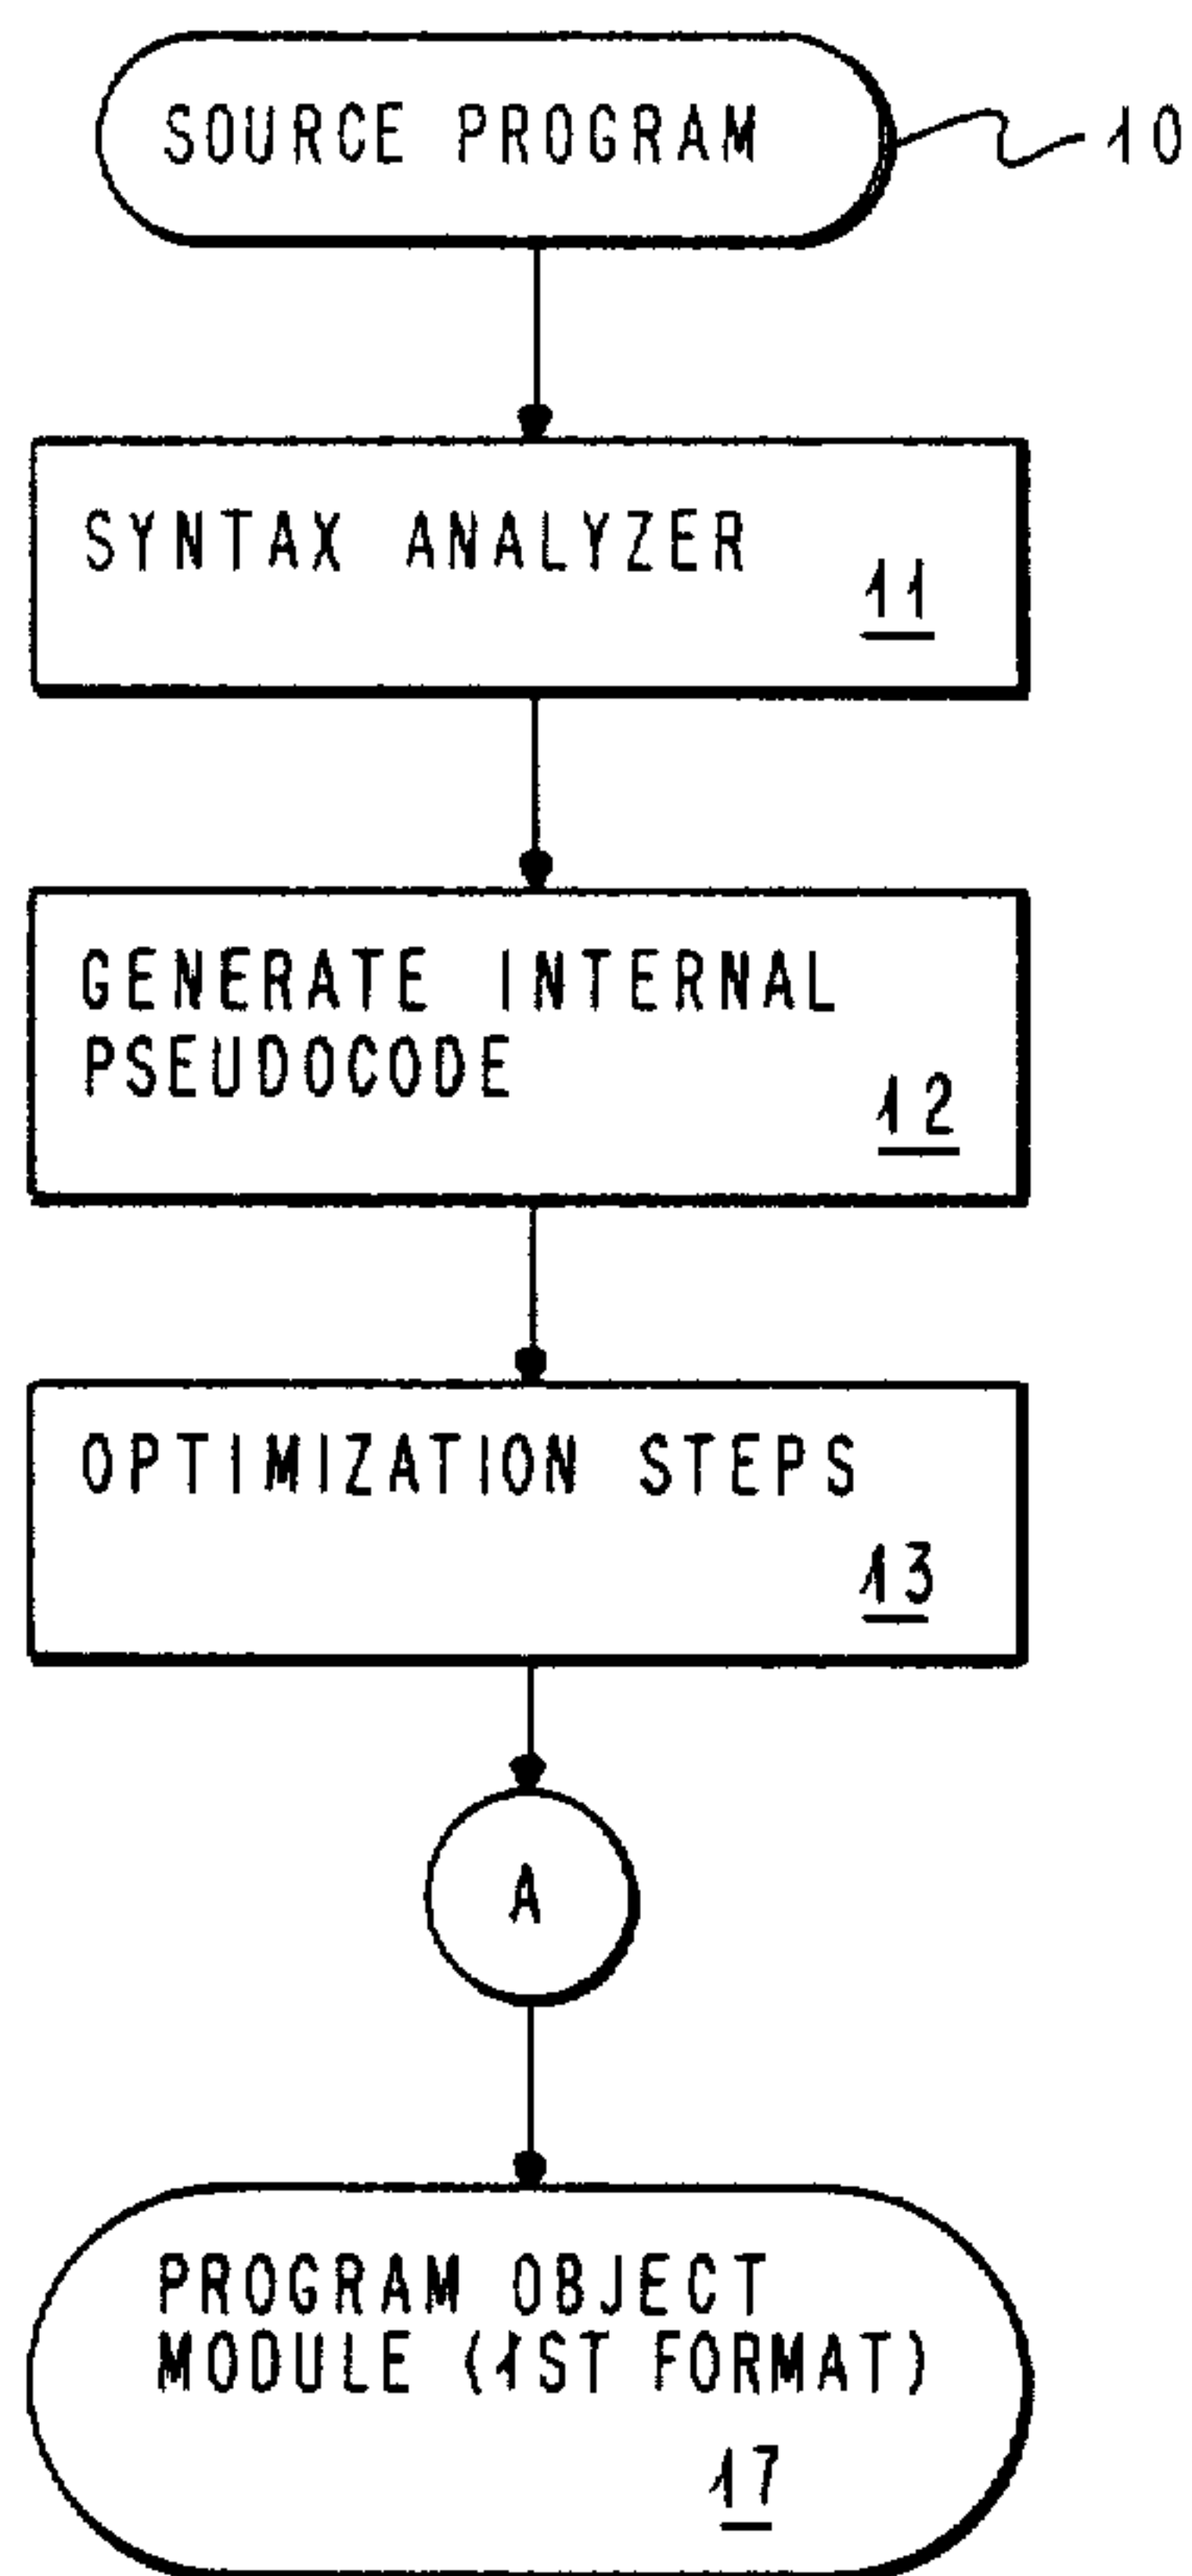 SOURCE PROGRAM
10
SYNTAX ANALYZER
11
GENERATE INTERNAL
PSEUDOCODE
12
OPTIMIZATION STEPS
13
A
PROGRAM OBJECT
MODULE (1ST FORMAT)
17